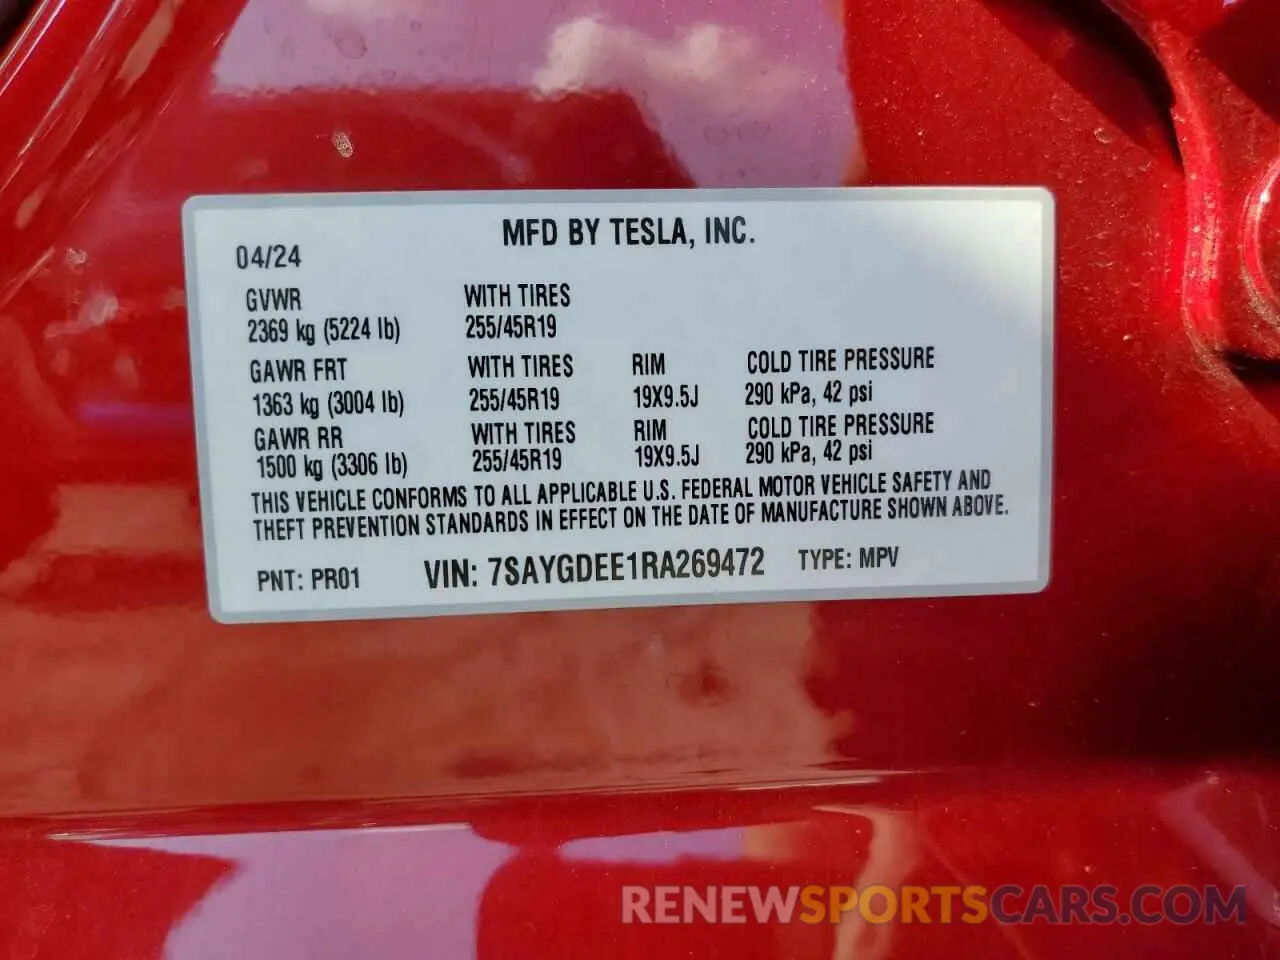 MFD BY TESLA, INC.
04/24
GVWR WITH TIRES
2369 kg (5224 lb) 255/45R19
GAWR FRT WITH TIRES RIM COLD TIRE PRESSURE
1363 kg (3004 lb) 255/45R19 19X9.5J 290 kPa, 42 psi
GAWR RR WITH TIRES RIM COLD TIRE PRESSURE
1500 kg (3306 lb) 255/45R19 19X9.5J 290 kPa, 42 psi
THIS VEHICLE CONFORMS TO ALL APPLICABLE U.S. FEDERAL MOTOR VEHICLE SAFETY AND
THEFT PREVENTION STANDARDS IN EFFECT ON THE DATE OF MANUFACTURE SHOWN ABOVE.
PNT: PR01 VIN: 7SAYGDEE1RA269472 TYPE: MPV
RENEWSPORTSCARS.COM